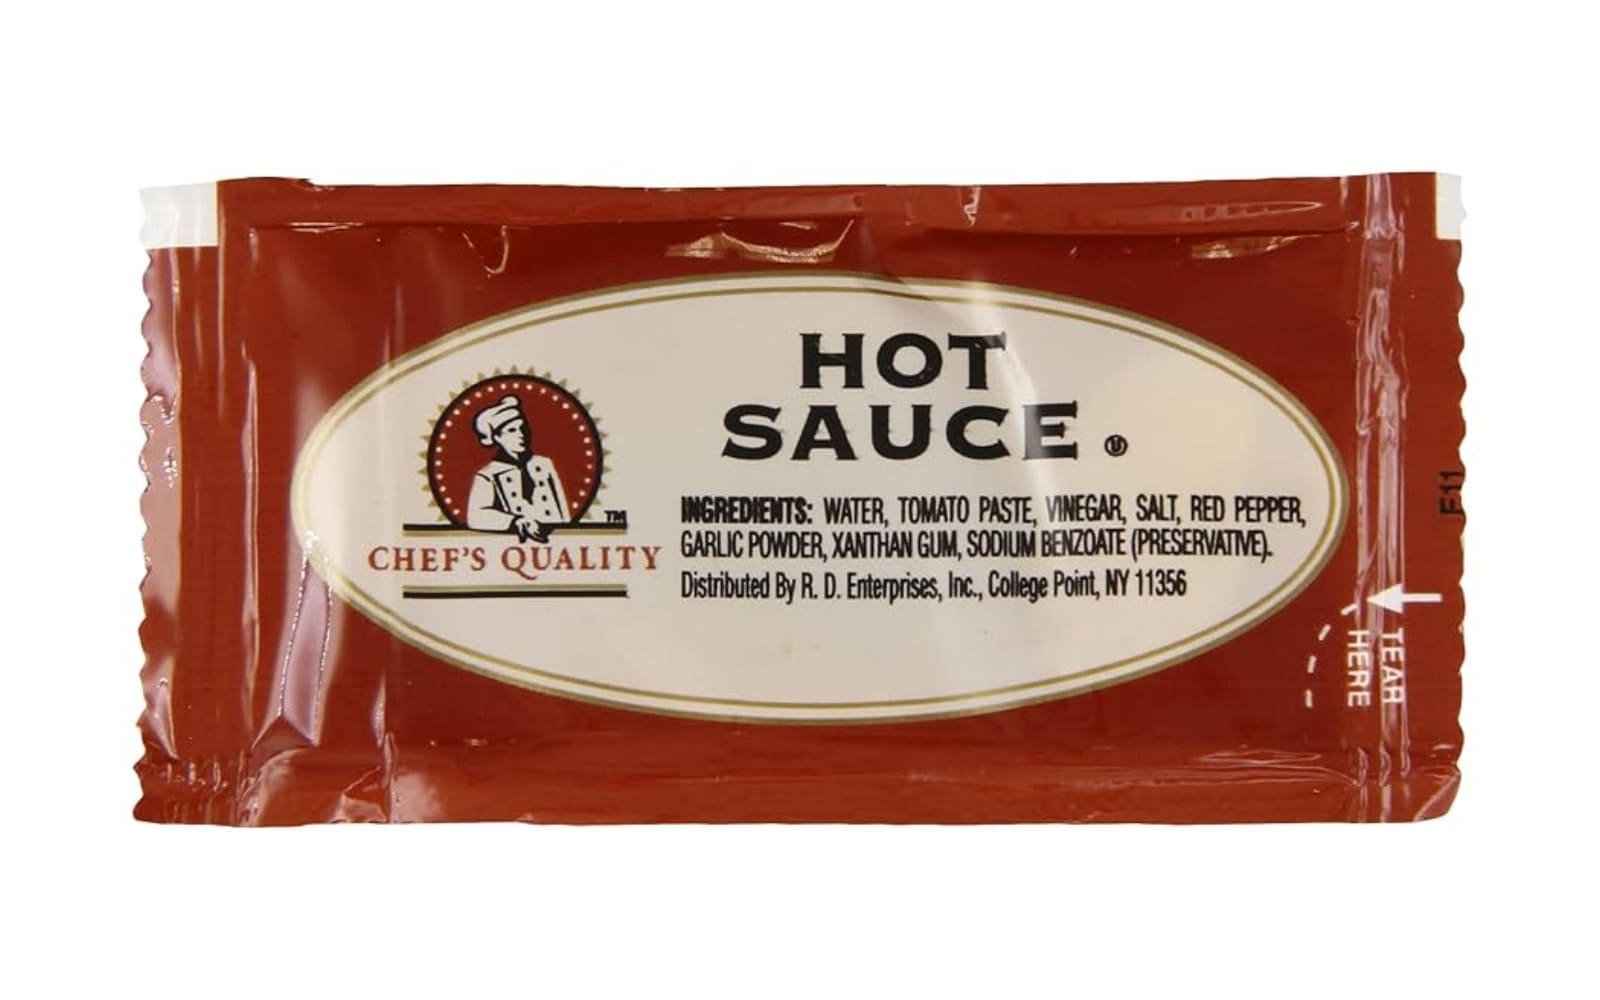 HOT
SAUCE Ⓤ
INGREDIENTS: WATER, TOMATO PASTE, VINEGAR, SALT, RED PEPPER,
GARLIC POWDER, XANTHAN GUM, SODIUM BENZOATE (PRESERVATIVE).
Distributed By R. D. Enterprises, Inc., College Point, NY 11356
TM
CHEF'S QUALITY
TEAR
HERE
F11